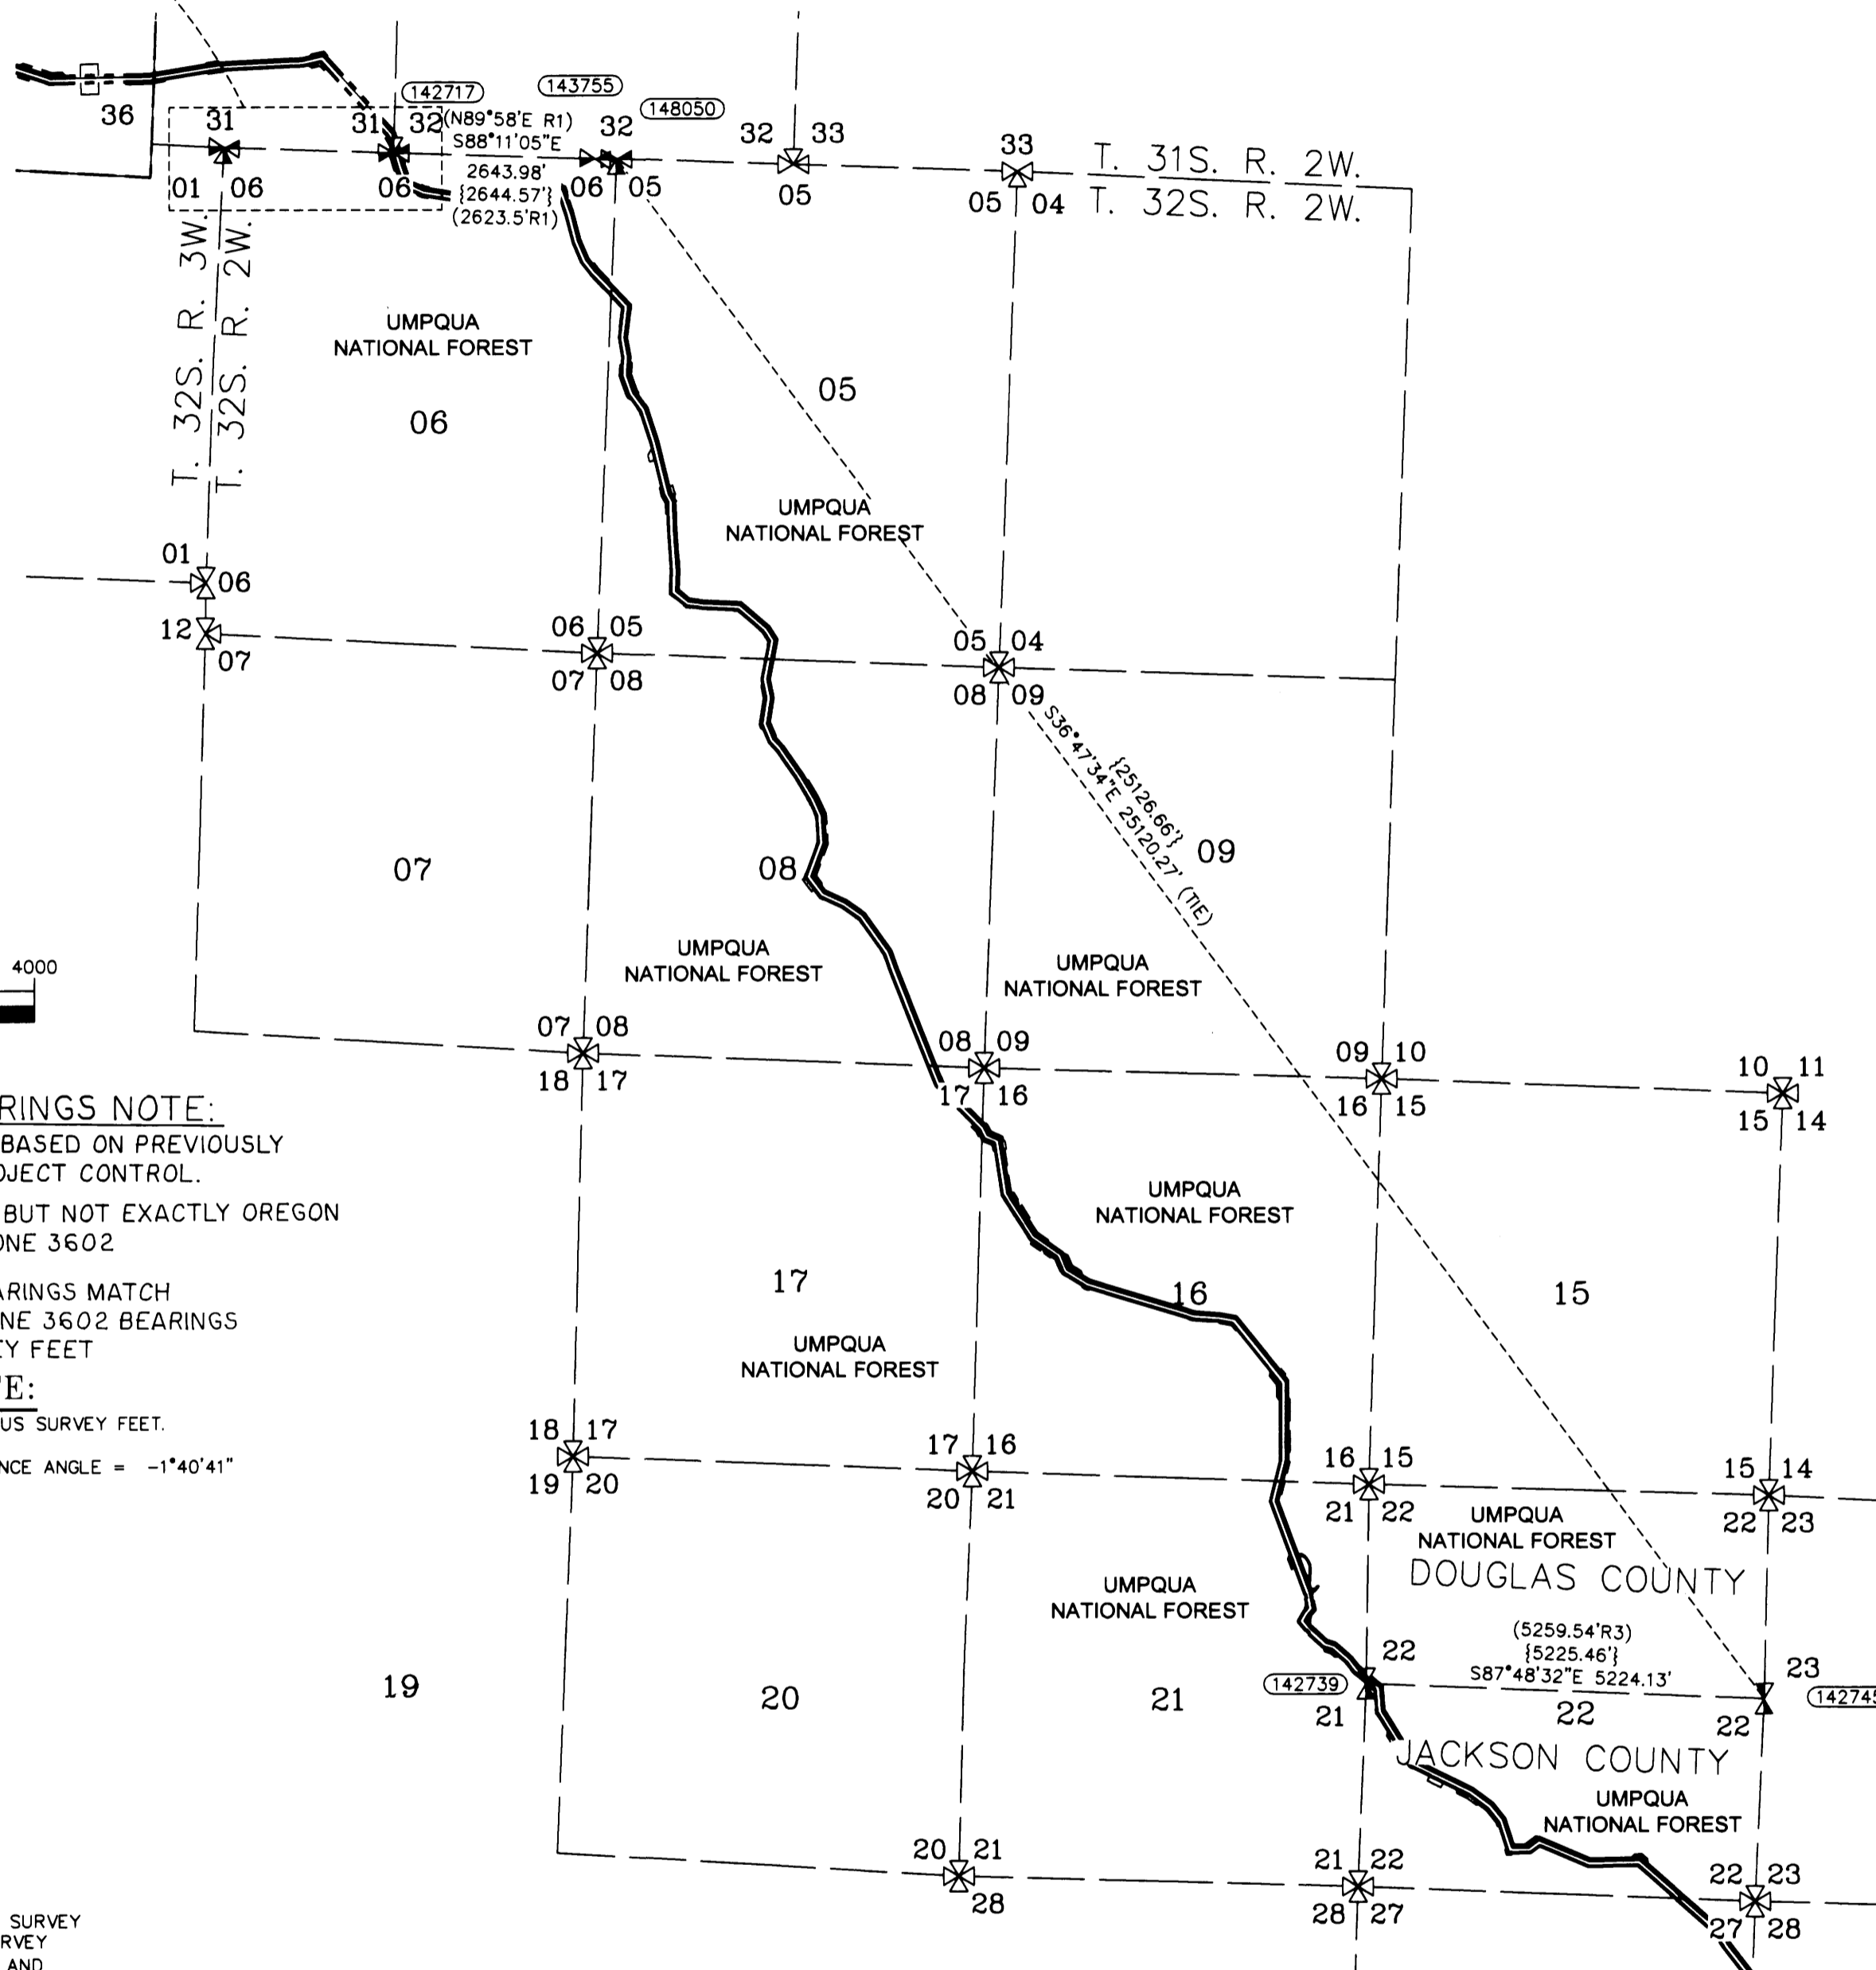 36
31
31
32
142717
143755
148050
(N89°58'E R1)
S88°11'05"E
2643.98'
{2644.57'}
(2623.5'R1)
32
32
33
33
T. 31S. R. 2W.
T. 32S. R. 2W.
01
06
06
06
05
05
05
04
T. 32S. R. 3W.
T. 32S. R. 2W.
UMPQUA
NATIONAL FOREST
06
05
UMPQUA
NATIONAL FOREST
01
06
12
07
06
05
07
08
05
04
08
09
{25126.66'}
S36°47'34"E 25120.27' (TIE)
09
07
08
UMPQUA
NATIONAL FOREST
UMPQUA
NATIONAL FOREST
4000
07
08
18
17
08
09
17
16
09
10
16
15
10
11
15
14
RINGS NOTE:
BASED ON PREVIOUSLY
OJECT CONTROL.
BUT NOT EXACTLY OREGON
ONE 3602
ARINGS MATCH
NE 3602 BEARINGS
EY FEET
TE:
US SURVEY FEET.
NCE ANGLE = -1°40'41"
UMPQUA
NATIONAL FOREST
17
16
15
UMPQUA
NATIONAL FOREST
18
17
19
20
17
16
20
21
16
15
21
22
15
14
22
23
UMPQUA
NATIONAL FOREST
DOUGLAS COUNTY
UMPQUA
NATIONAL FOREST
(5259.54'R3)
{5225.46'}
S87°48'32"E 5224.13'
22
23
142739
142745
19
20
21
21
22
22
JACKSON COUNTY
UMPQUA
NATIONAL FOREST
20
21
28
21
22
28
27
22
23
27
28
SURVEY
RVEY
AND